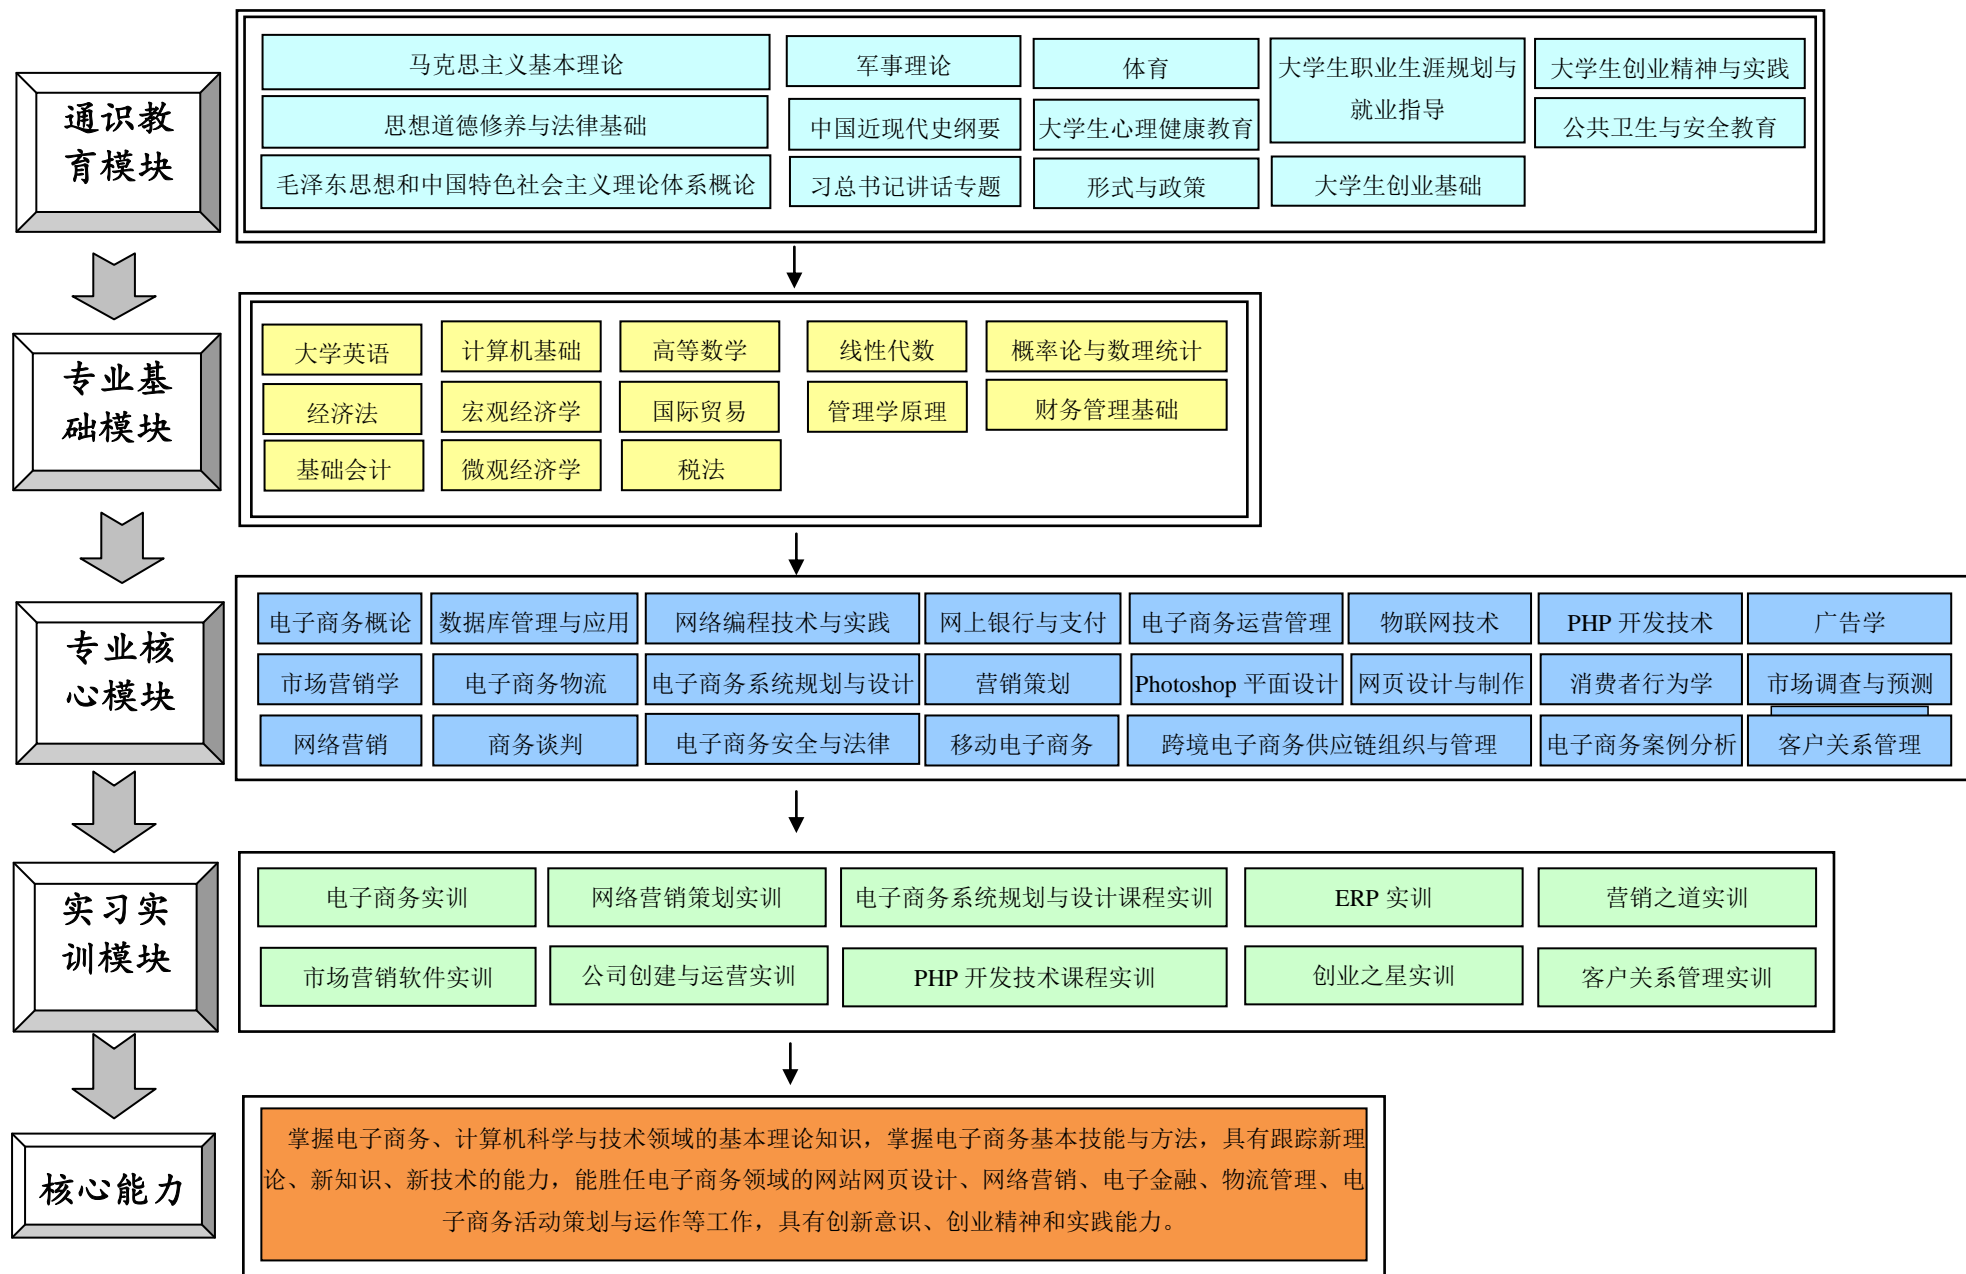 通识教
育模块
马克思主义基本理论
军事理论
体育
大学生职业生涯规划与
就业指导
大学生创业精神与实践
思想道德修养与法律基础
中国近现代史纲要
大学生心理健康教育
公共卫生与安全教育
毛泽东思想和中国特色社会主义理论体系概论
习总书记讲话专题
形式与政策
大学生创业基础
专业基
础模块
大学英语
计算机基础
高等数学
线性代数
概率论与数理统计
经济法
宏观经济学
国际贸易
管理学原理
财务管理基础
基础会计
微观经济学
税法
专业核
心模块
电子商务概论
数据库管理与应用
网络编程技术与实践
网上银行与支付
电子商务运营管理
物联网技术
PHP 开发技术
广告学
市场营销学
电子商务物流
电子商务系统规划与设计
营销策划
Photoshop 平面设计
网页设计与制作
消费者行为学
市场调查与预测
网络营销
商务谈判
电子商务安全与法律
移动电子商务
跨境电子商务供应链组织与管理
电子商务案例分析
客户关系管理
实习实
训模块
电子商务实训
网络营销策划实训
电子商务系统规划与设计课程实训
ERP 实训
营销之道实训
市场营销软件实训
公司创建与运营实训
PHP 开发技术课程实训
创业之星实训
客户关系管理实训
核心能力
掌握电子商务、计算机科学与技术领域的基本理论知识，掌握电子商务基本技能与方法，具有跟踪新理
论、新知识、新技术的能力，能胜任电子商务领域的网站网页设计、网络营销、电子金融、物流管理、电
子商务活动策划与运作等工作，具有创新意识、创业精神和实践能力。